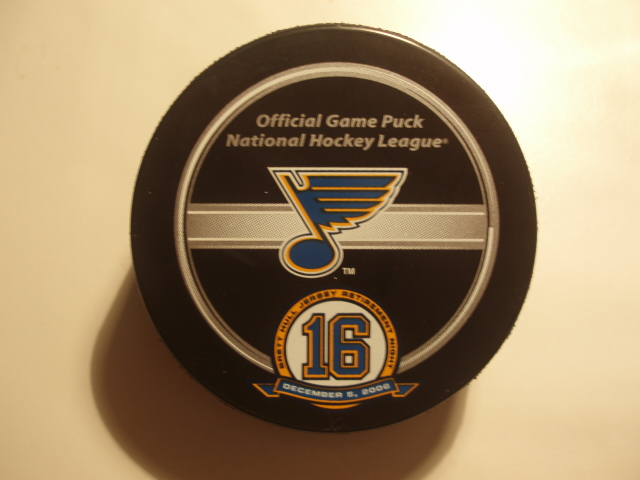 Official Game Puck
National Hockey League®
TM
BRETT HULL JERSEY RETIREMENT NIGHT
16
DECEMBER 5, 2006